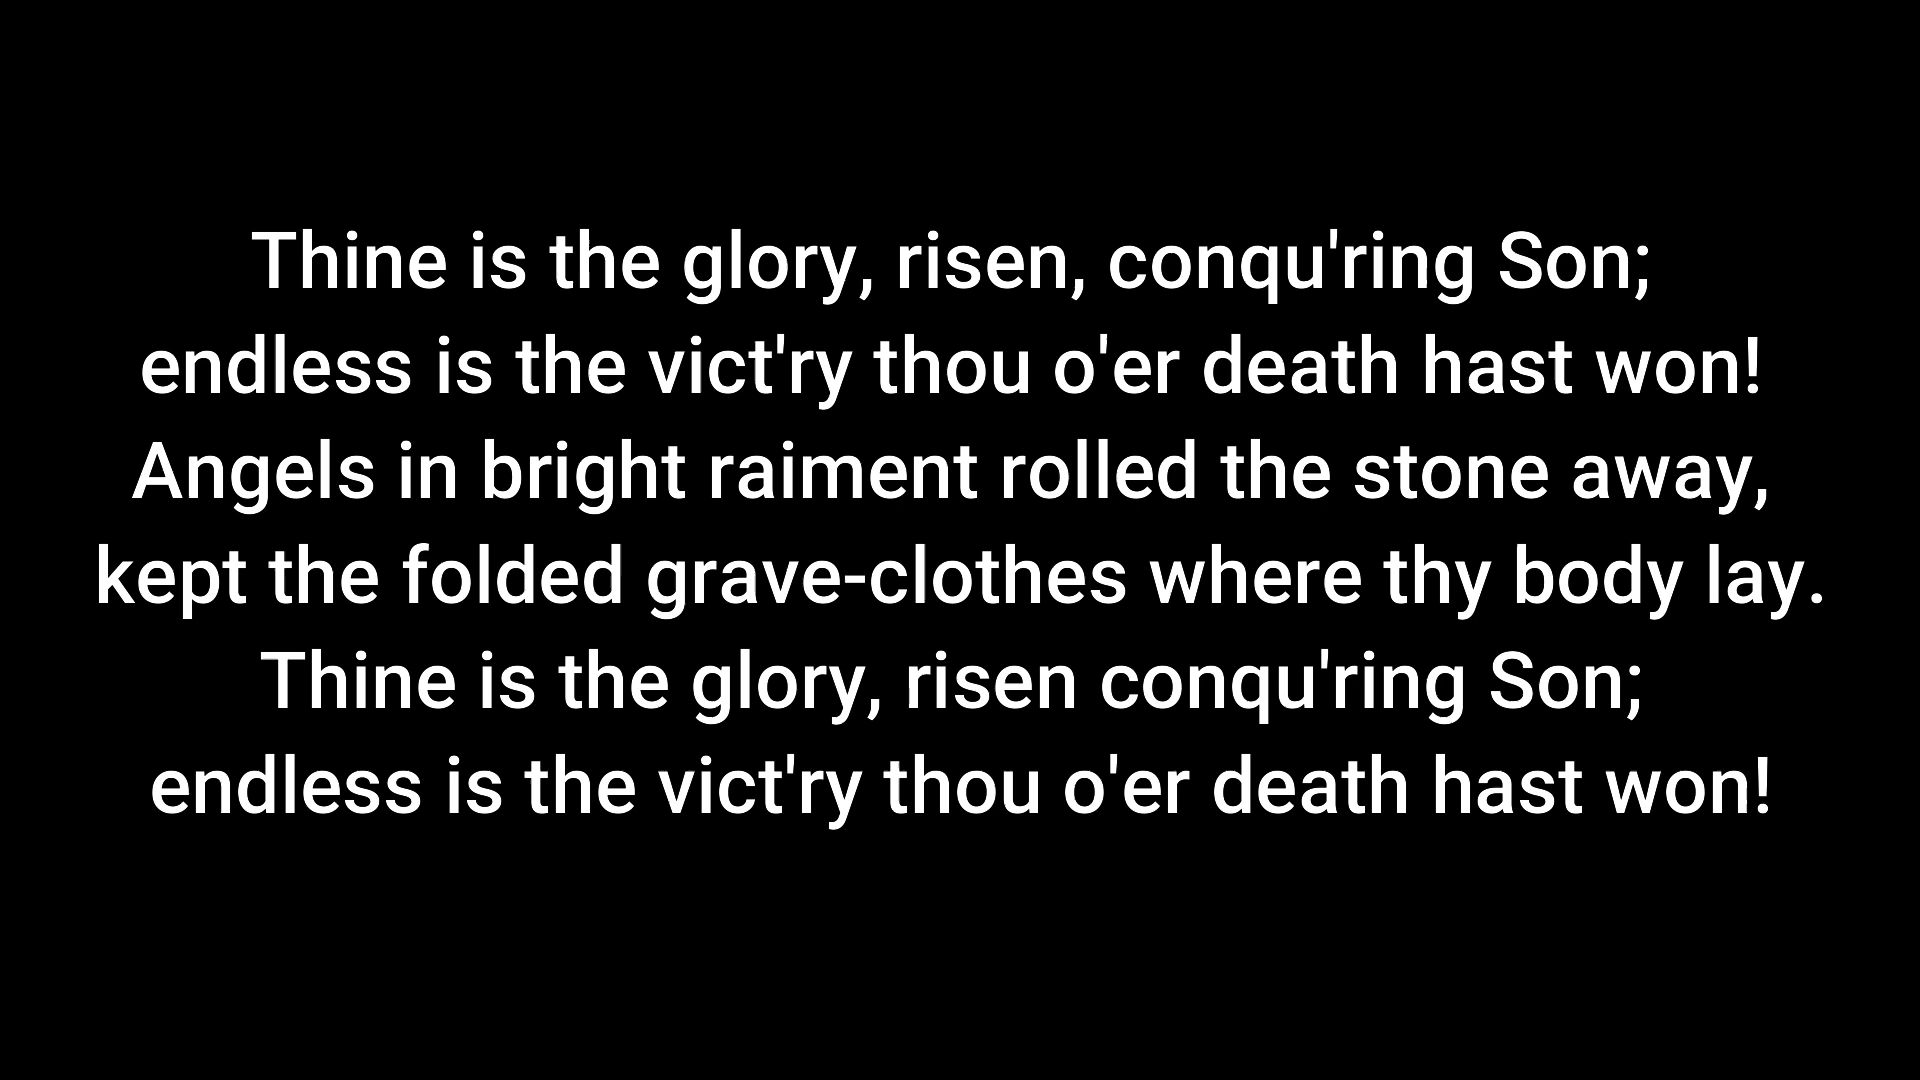 Thine is the glory, risen, conqu'ring Son;
endless is the vict'ry thou o'er death hast won!
Angels in bright raiment rolled the stone away,
kept the folded grave-clothes where thy body lay.
Thine is the glory, risen conqu'ring Son;
endless is the vict'ry thou o'er death hast won!